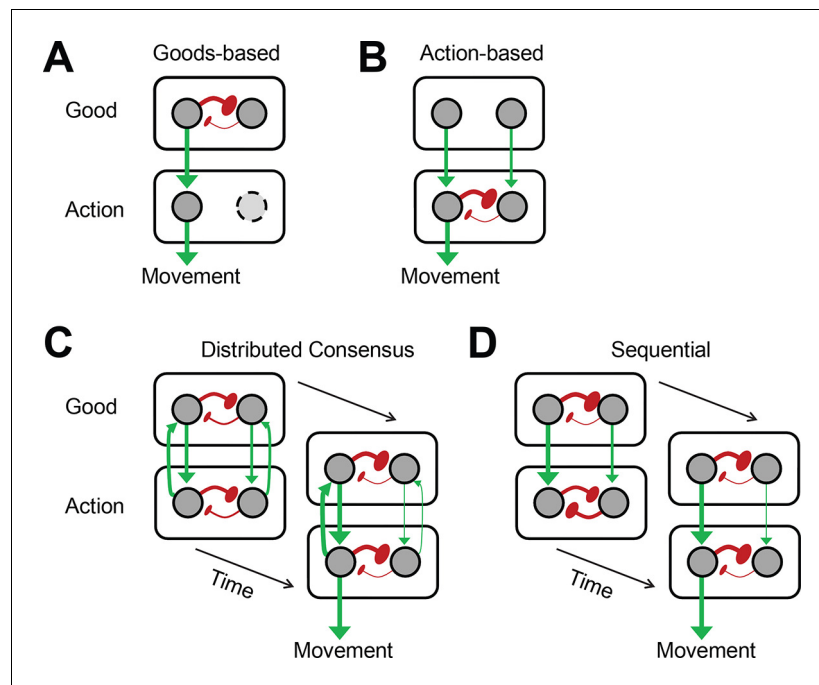 A
Goods-based
B
Action-based
Good
Action
Movement
Movement
C
Distributed Consensus
D
Sequential
Good
Action
Time
Time
Movement
Movement